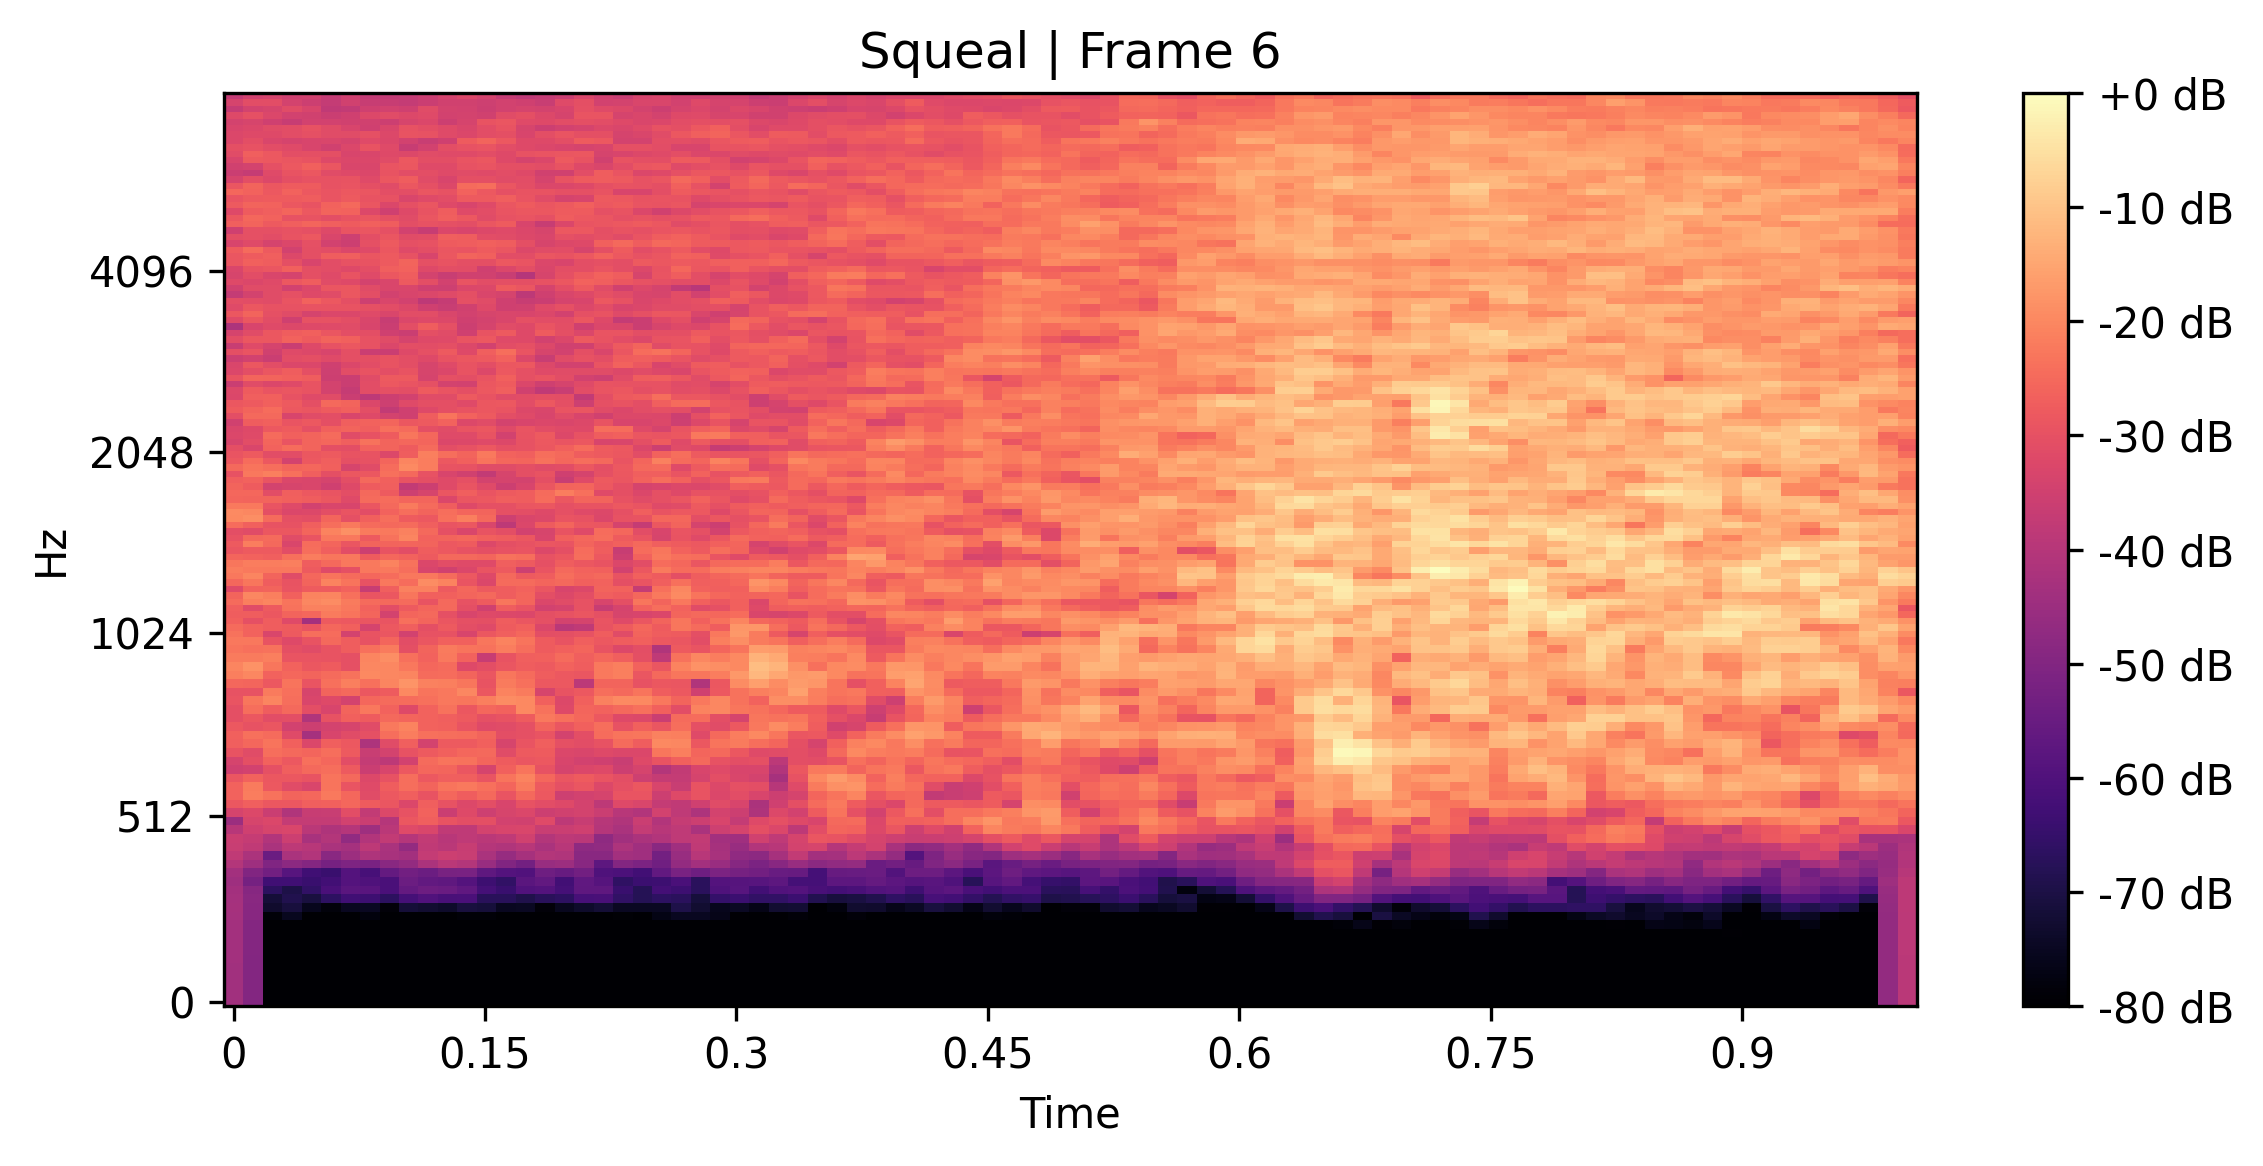 Squeal | Frame 6
+0 dB
-10 dB
-20 dB
-30 dB
-40 dB
-50 dB
-60 dB
-70 dB
-80 dB
Hz
4096
2048
1024
512
0
0 0.15 0.3 0.45 0.6 0.75 0.9
Time